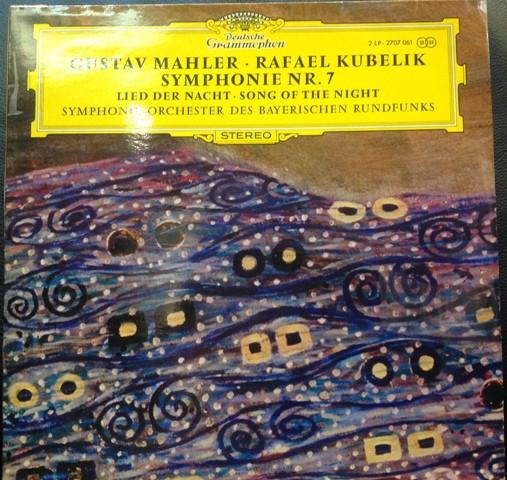 Deutsche
Grammophon
2 LP · 2707 061
GUSTAV MAHLER · RAFAEL KUBELIK
SYMPHONIE NR. 7
LIED DER NACHT · SONG OF THE NIGHT
SYMPHONIE-ORCHESTER DES BAYERISCHEN RUNDFUNKS
STEREO